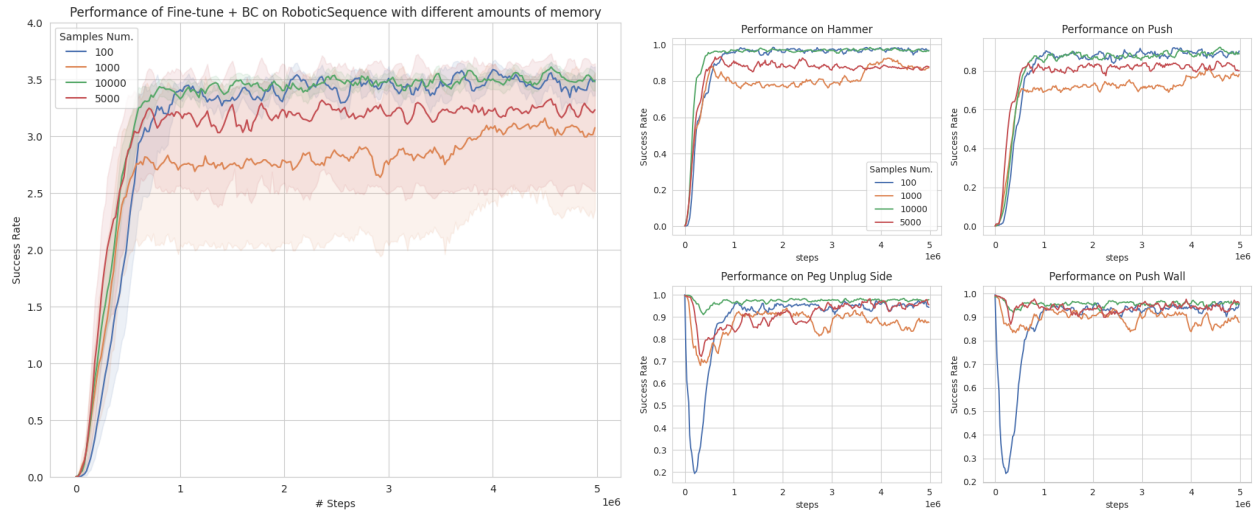 Performance of Fine-tune + BC on RoboticSequence with different amounts of memory
Success Rate
4.0
3.5
3.0
2.5
2.0
1.5
1.0
0.5
0.0
Samples Num.
100
1000
10000
5000
0 1 2 3 4 5
1e6
# Steps
Performance on Hammer
Success Rate
1.0
0.8
0.6
0.4
0.2
0.0
Samples Num.
100
1000
10000
5000
0 1 2 3 4 5
steps 1e6
Performance on Push
Success Rate
1.0
0.8
0.6
0.4
0.2
0.0
0 1 2 3 4 5
steps 1e6
Performance on Peg Unplug Side
Success Rate
1.0
0.9
0.8
0.7
0.6
0.5
0.4
0.3
0.2
0 1 2 3 4 5
steps 1e6
Performance on Push Wall
Success Rate
1.0
0.9
0.8
0.7
0.6
0.5
0.4
0.3
0.2
0 1 2 3 4 5
steps 1e6